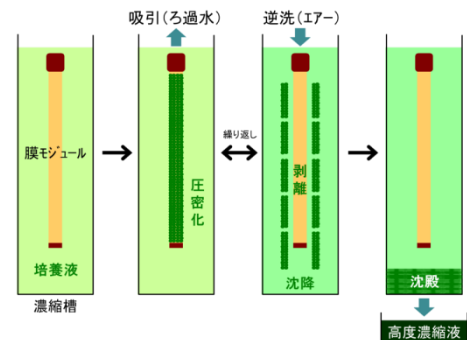 吸引(ろ過水)
逆洗(エアー)
膜モジュール
圧密化
繰り返し
剥離
培養液
沈降
沈殿
濃縮槽
高度濃縮液